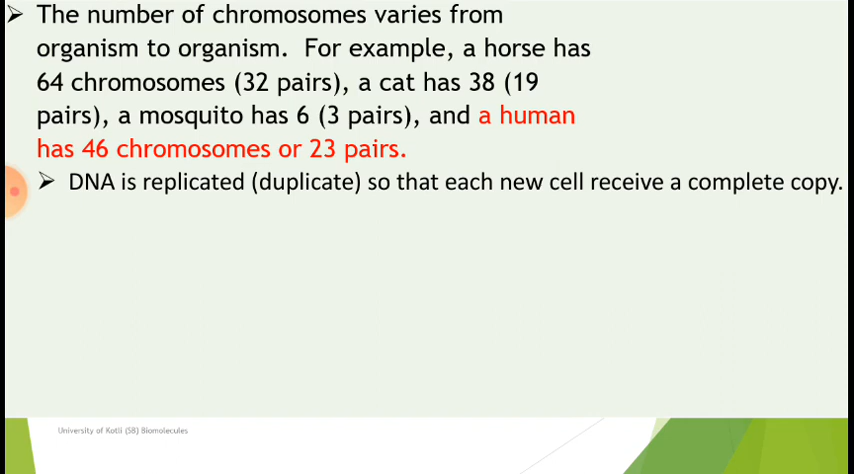 ➢ The number of chromosomes varies from
organism to organism. For example, a horse has
64 chromosomes (32 pairs), a cat has 38 (19
pairs), a mosquito has 6 (3 pairs), and a human
has 46 chromosomes or 23 pairs.
➢ DNA is replicated (duplicate) so that each new cell receive a complete copy.
University of Kotli (SB) Biomolecules